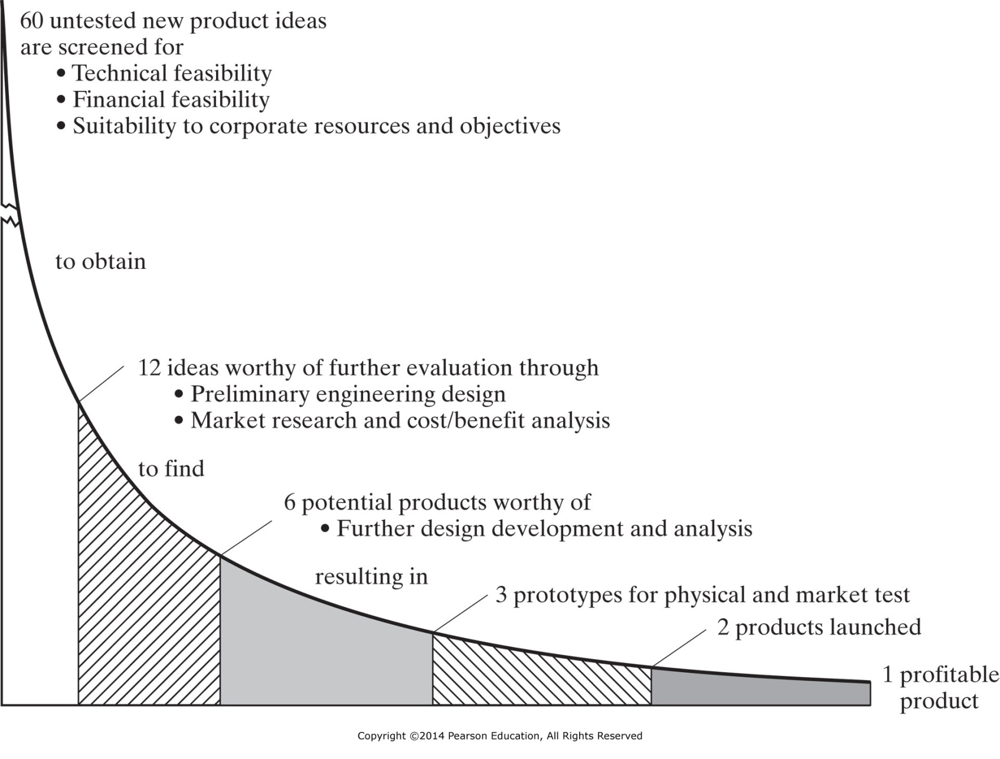 60 untested new product ideas
are screened for
• Technical feasibility
• Financial feasibility
• Suitability to corporate resources and objectives
to obtain
12 ideas worthy of further evaluation through
• Preliminary engineering design
• Market research and cost/benefit analysis
to find
6 potential products worthy of
• Further design development and analysis
resulting in
3 prototypes for physical and market test
2 products launched
1 profitable
product
Copyright ©2014 Pearson Education, All Rights Reserved